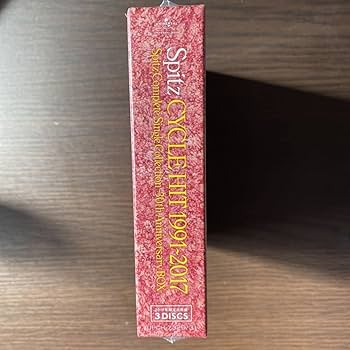 Spitz CYCLE HIT 1991-2017
Spitz Complete Single Collection -30th Anniversary BOX-
3DISCS